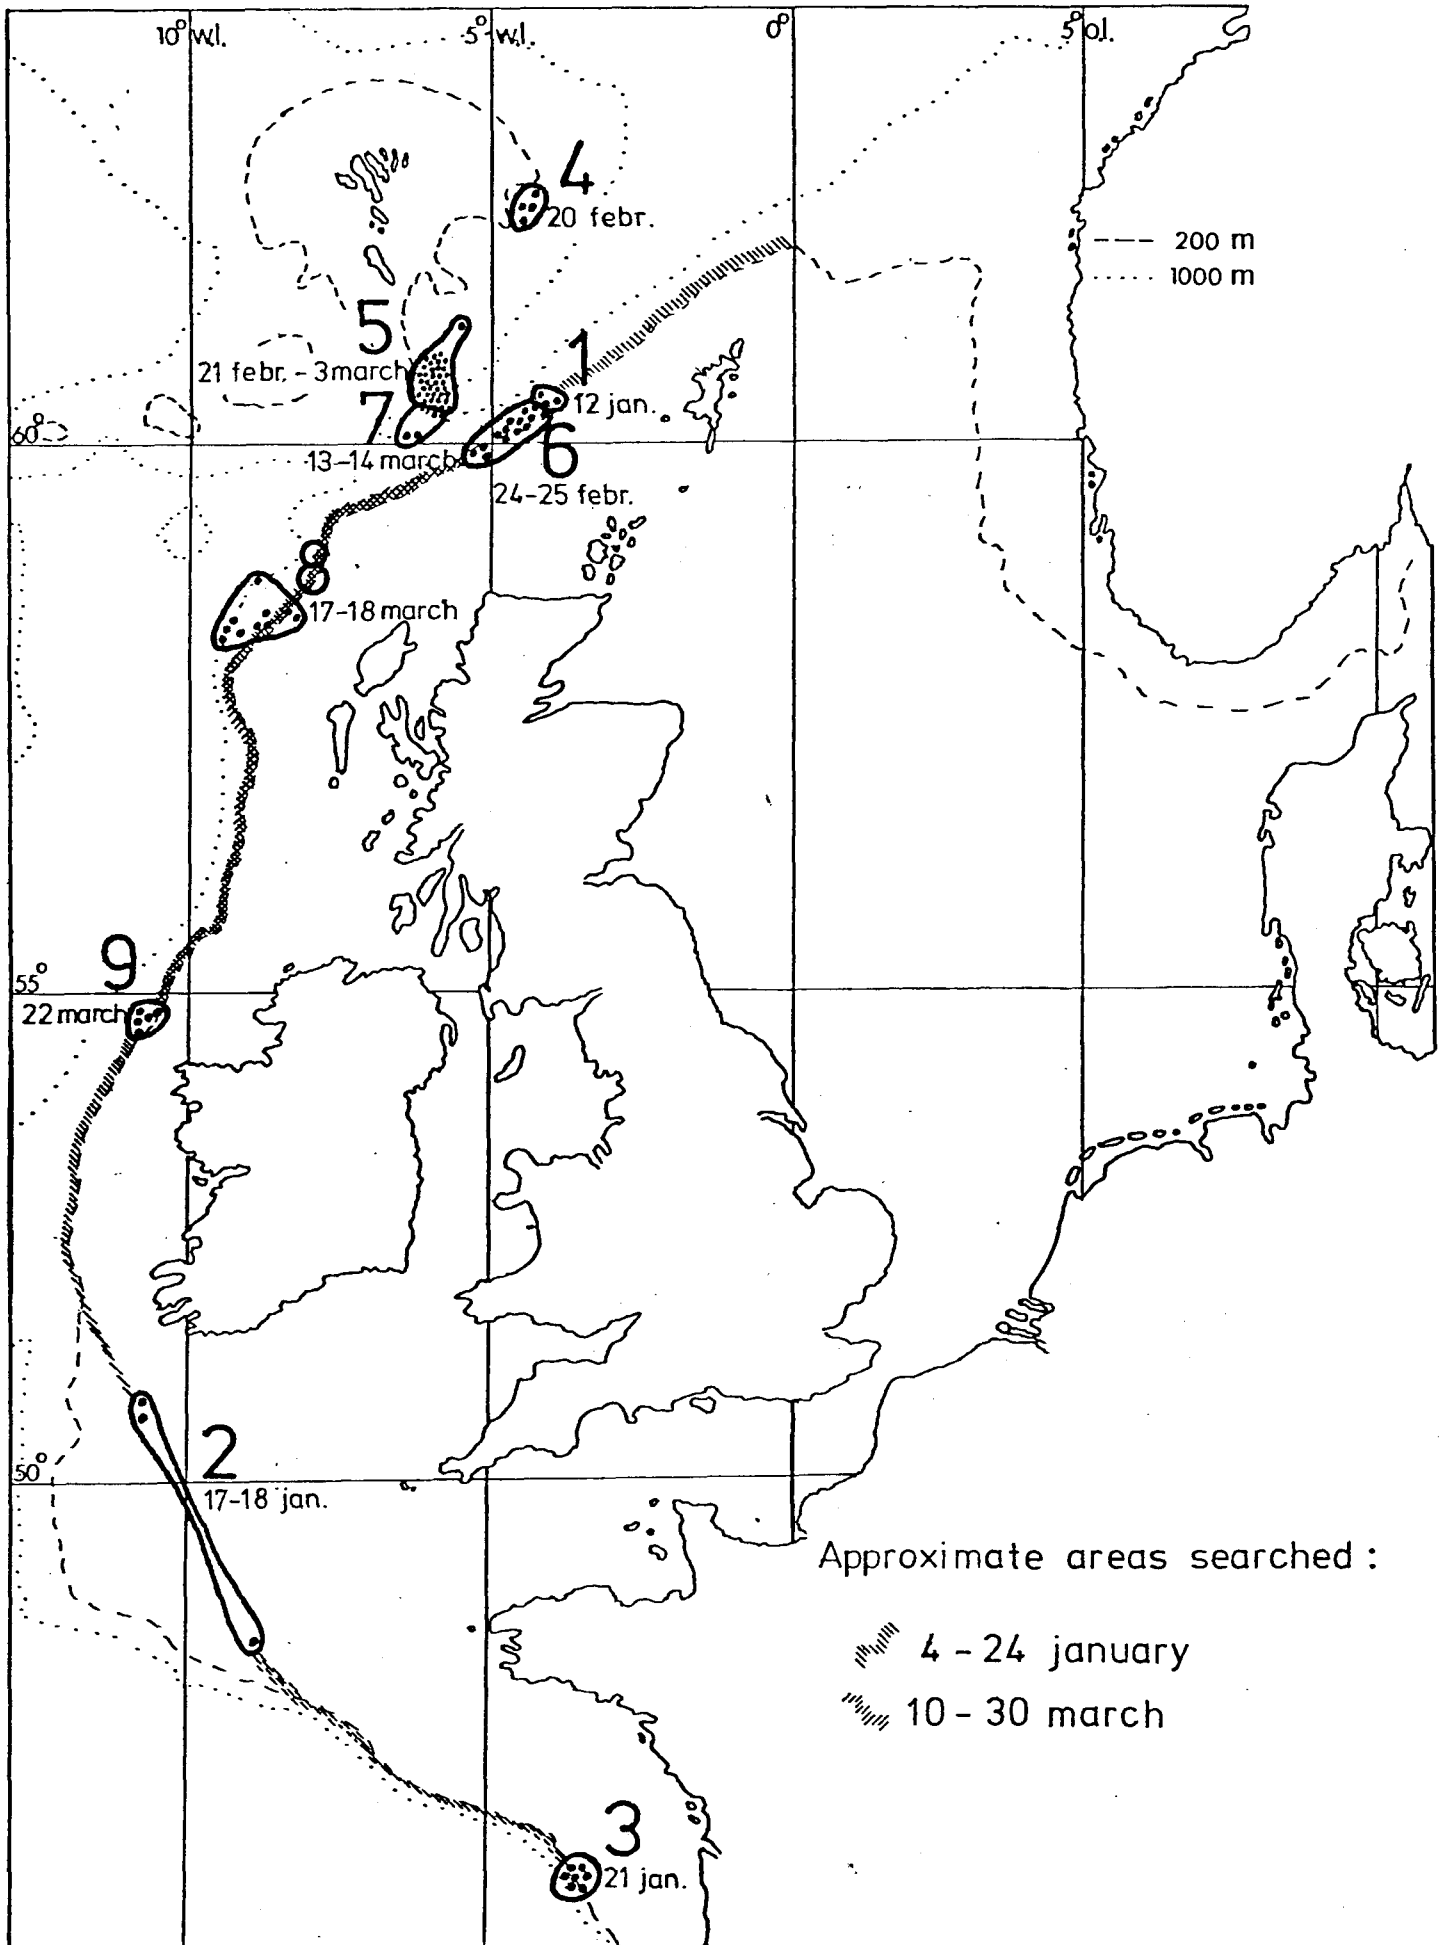 10° w.l.
5° w.l.
0°
5° o.l.
4
20 febr.
--- 200 m
..... 1000 m
5
21 febr. - 3 march
1
12 jan.
7
60°
13-14 march
6
24-25 febr.
17-18 march
9
55°
22 march
2
50°
17-18 jan.
Approximate areas searched :
4 - 24 january
10 - 30 march
3
21 jan.